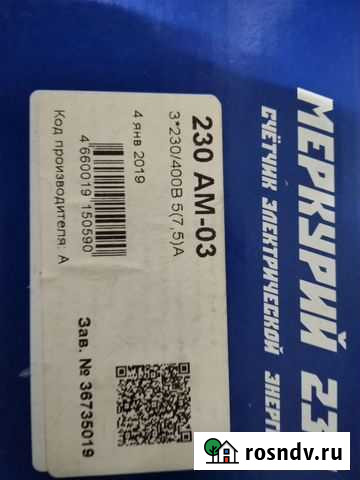 МЕРКУРИЙ 23
СЧЁТЧИК ЭЛЕКТРИЧЕСКОЙ ЭНЕРГ
230 АМ-03
3*230/400В 5(7,5)А
4 янв 2019
4 660019 150590
Код производителя: А
Зав. № 36735019
rosndv.ru